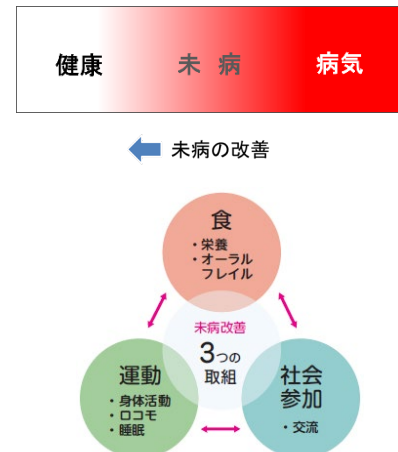 健康 未病 病気
未病の改善
食
・栄養
・オーラル
フレイル
未病改善
3つの
取組
運動
・身体活動
・ロコモ
・睡眠
社会
参加
・交流